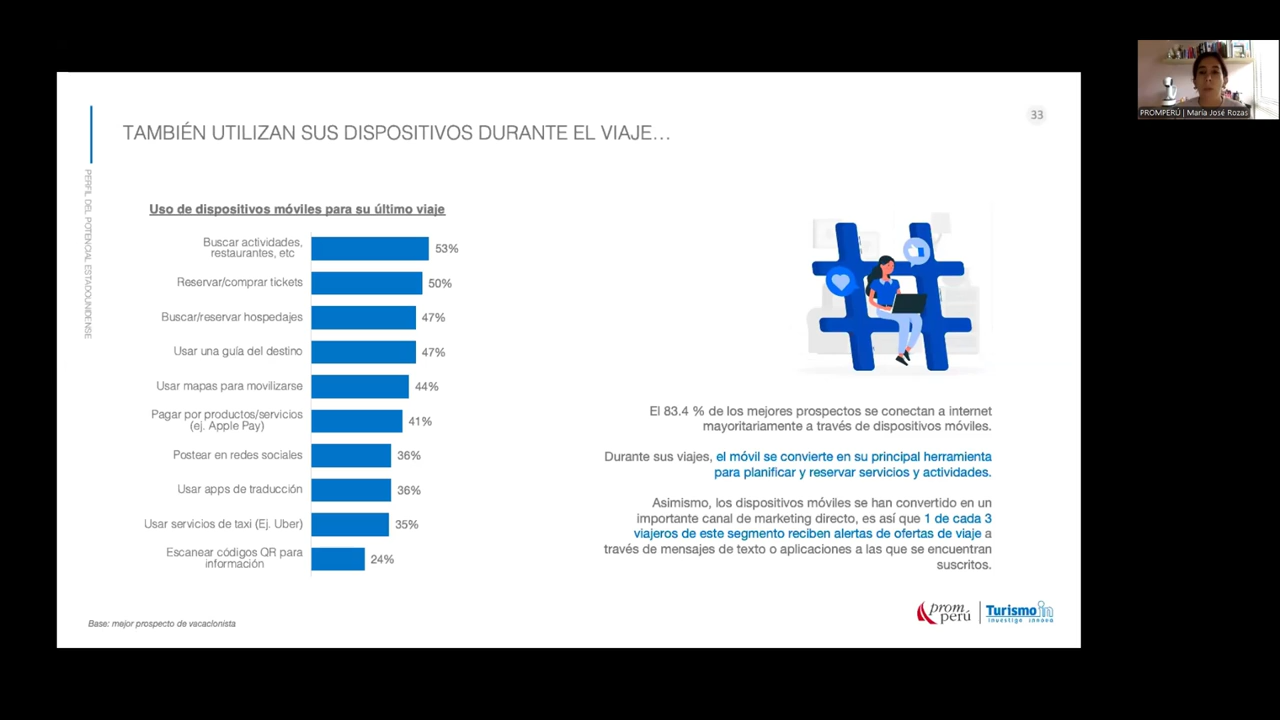 33
TAMBIÉN UTILIZAN SUS DISPOSITIVOS DURANTE EL VIAJE...
PERFIL DEL POTENCIAL ESTADOUNIDENSE
Uso de dispositivos móviles para su último viaje
Buscar actividades,
restaurantes, etc
53%
Reservar/comprar tickets
50%
Buscar/reservar hospedajes
47%
Usar una guía del destino
47%
Usar mapas para movilizarse
44%
Pagar por productos/servicios
(ej. Apple Pay)
41%
Postear en redes sociales
36%
Usar apps de traducción
36%
Usar servicios de taxi (Ej. Uber)
35%
Escanear códigos QR para
información
24%
El 83.4 % de los mejores prospectos se conectan a internet
mayoritariamente a través de dispositivos móviles.
Durante sus viajes, el móvil se convierte en su principal herramienta
para planificar y reservar servicios y actividades.
Asimismo, los dispositivos móviles se han convertido en un
importante canal de marketing directo, es así que 1 de cada 3
viajeros de este segmento reciben alertas de ofertas de viaje a
través de mensajes de texto o aplicaciones a las que se encuentran
suscritos.
Base: mejor prospecto de vacacionista
prom
perú
Turismo in
investiga innova
PROMPERÚ | María José Rozas